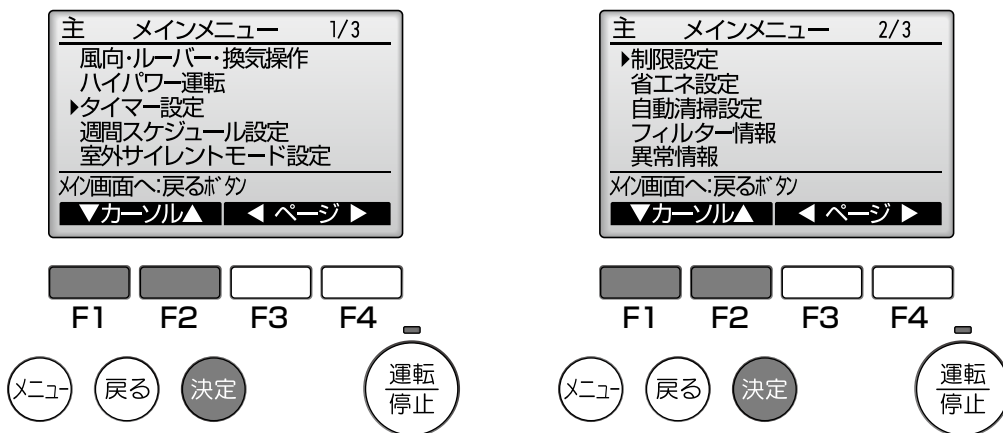 主 メインメニュー 1/3
風向・ルーバー・換気操作
ハイパワー運転
▶タイマー設定
週間スケジュール設定
室外サイレントモード設定
メイン画面へ:戻るボタン
▼カーソル▲ ◀ ページ ▶
F1 F2 F3 F4
メニュー 戻る 決定 運転
停止
主 メインメニュー 2/3
▶制限設定
省エネ設定
自動清掃設定
フィルター情報
異常情報
メイン画面へ:戻るボタン
▼カーソル▲ ◀ ページ ▶
F1 F2 F3 F4
メニュー 戻る 決定 運転
停止